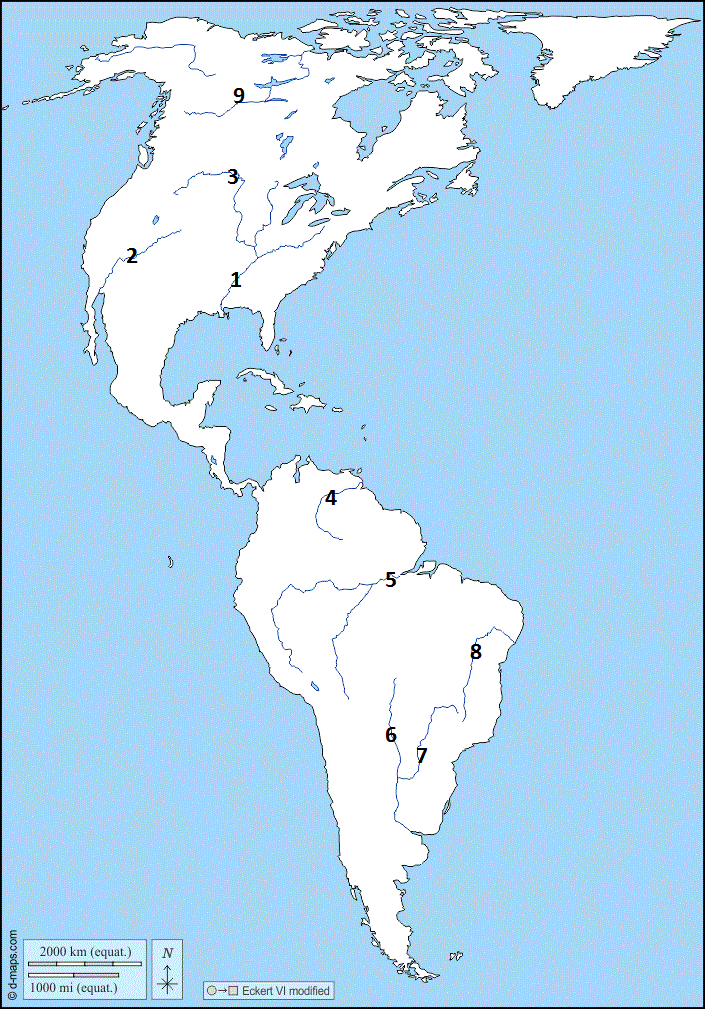 9
3
2
1
4
5
8
6
7
2000 km (equat.)
1000 mi (equat.)
N
Eckert VI modified
© d-maps.com